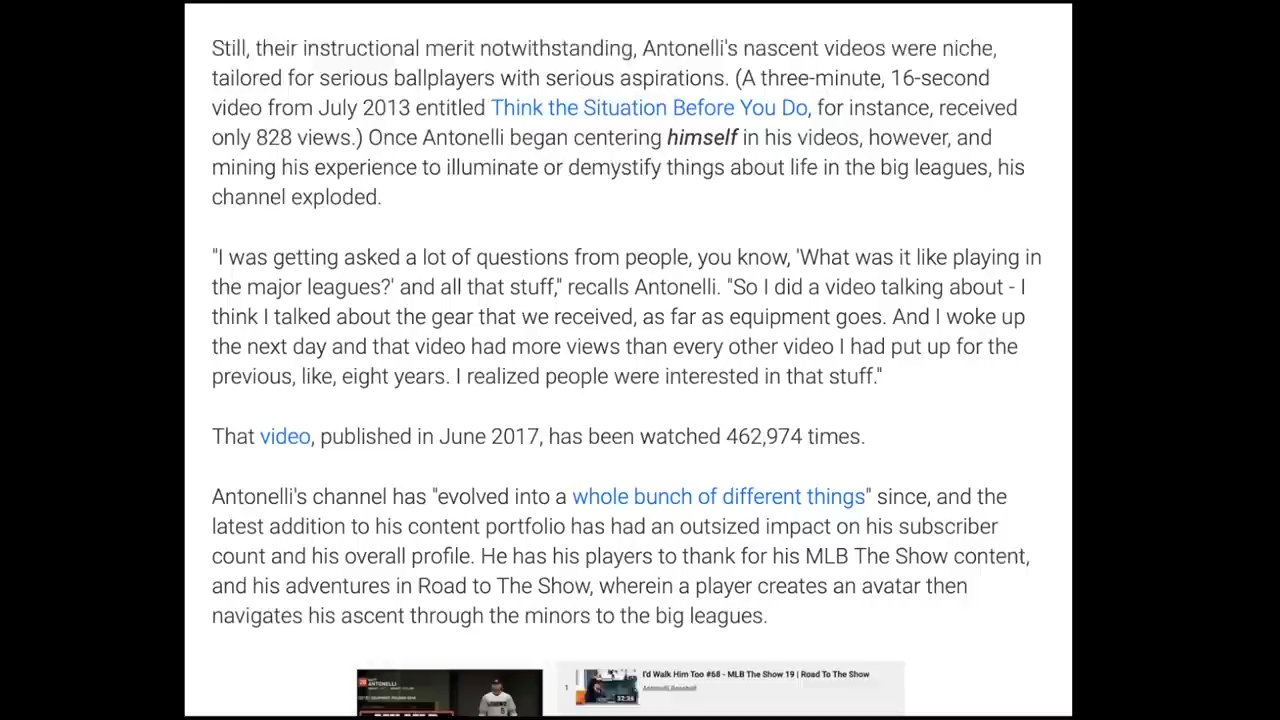 Still, their instructional merit notwithstanding, Antonelli's nascent videos were niche,
tailored for serious ballplayers with serious aspirations. (A three-minute, 16-second
video from July 2013 entitled Think the Situation Before You Do, for instance, received
only 828 views.) Once Antonelli began centering himself in his videos, however, and
mining his experience to illuminate or demystify things about life in the big leagues, his
channel exploded.
"I was getting asked a lot of questions from people, you know, 'What was it like playing in
the major leagues?' and all that stuff," recalls Antonelli. "So I did a video talking about - I
think I talked about the gear that we received, as far as equipment goes. And I woke up
the next day and that video had more views than every other video I had put up for the
previous, like, eight years. I realized people were interested in that stuff."
That video, published in June 2017, has been watched 462,974 times.
Antonelli's channel has "evolved into a whole bunch of different things" since, and the
latest addition to his content portfolio has had an outsized impact on his subscriber
count and his overall profile. He has his players to thank for his MLB The Show content,
and his adventures in Road to The Show, wherein a player creates an avatar then
navigates his ascent through the minors to the big leagues.
ANTONELLI
I'd Walk Him Too #68 - MLB The Show 19 | Road To The Show
Antonelli Baseball
1
32:36